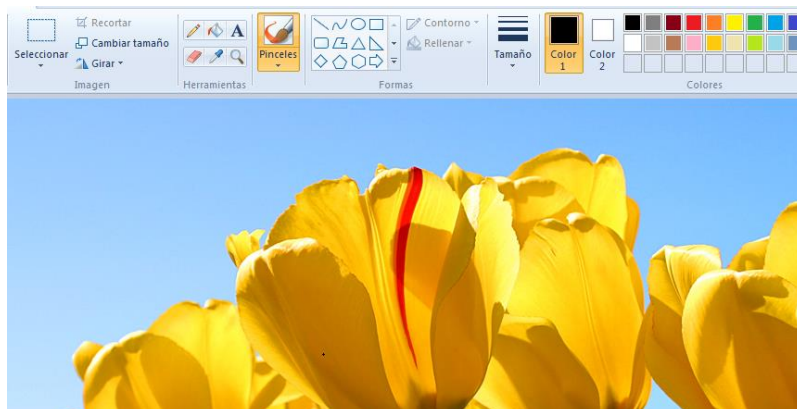 Seleccionar
Recortar
Cambiar tamaño
Girar
Imagen
A
Herramientas
Pinceles
Contorno
Rellenar
Formas
Tamaño
Color
1
Color
2
Colores